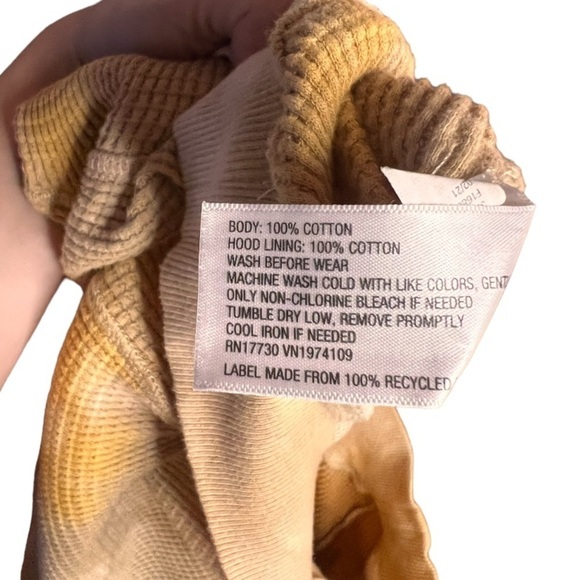 BODY: 100% COTTON
HOOD LINING: 100% COTTON
WASH BEFORE WEAR
MACHINE WASH COLD WITH LIKE COLORS, GENT
ONLY NON-CHLORINE BLEACH IF NEEDED
TUMBLE DRY LOW, REMOVE PROMPTLY
COOL IRON IF NEEDED
RN17730 VN1974109
LABEL MADE FROM 100% RECYCLED